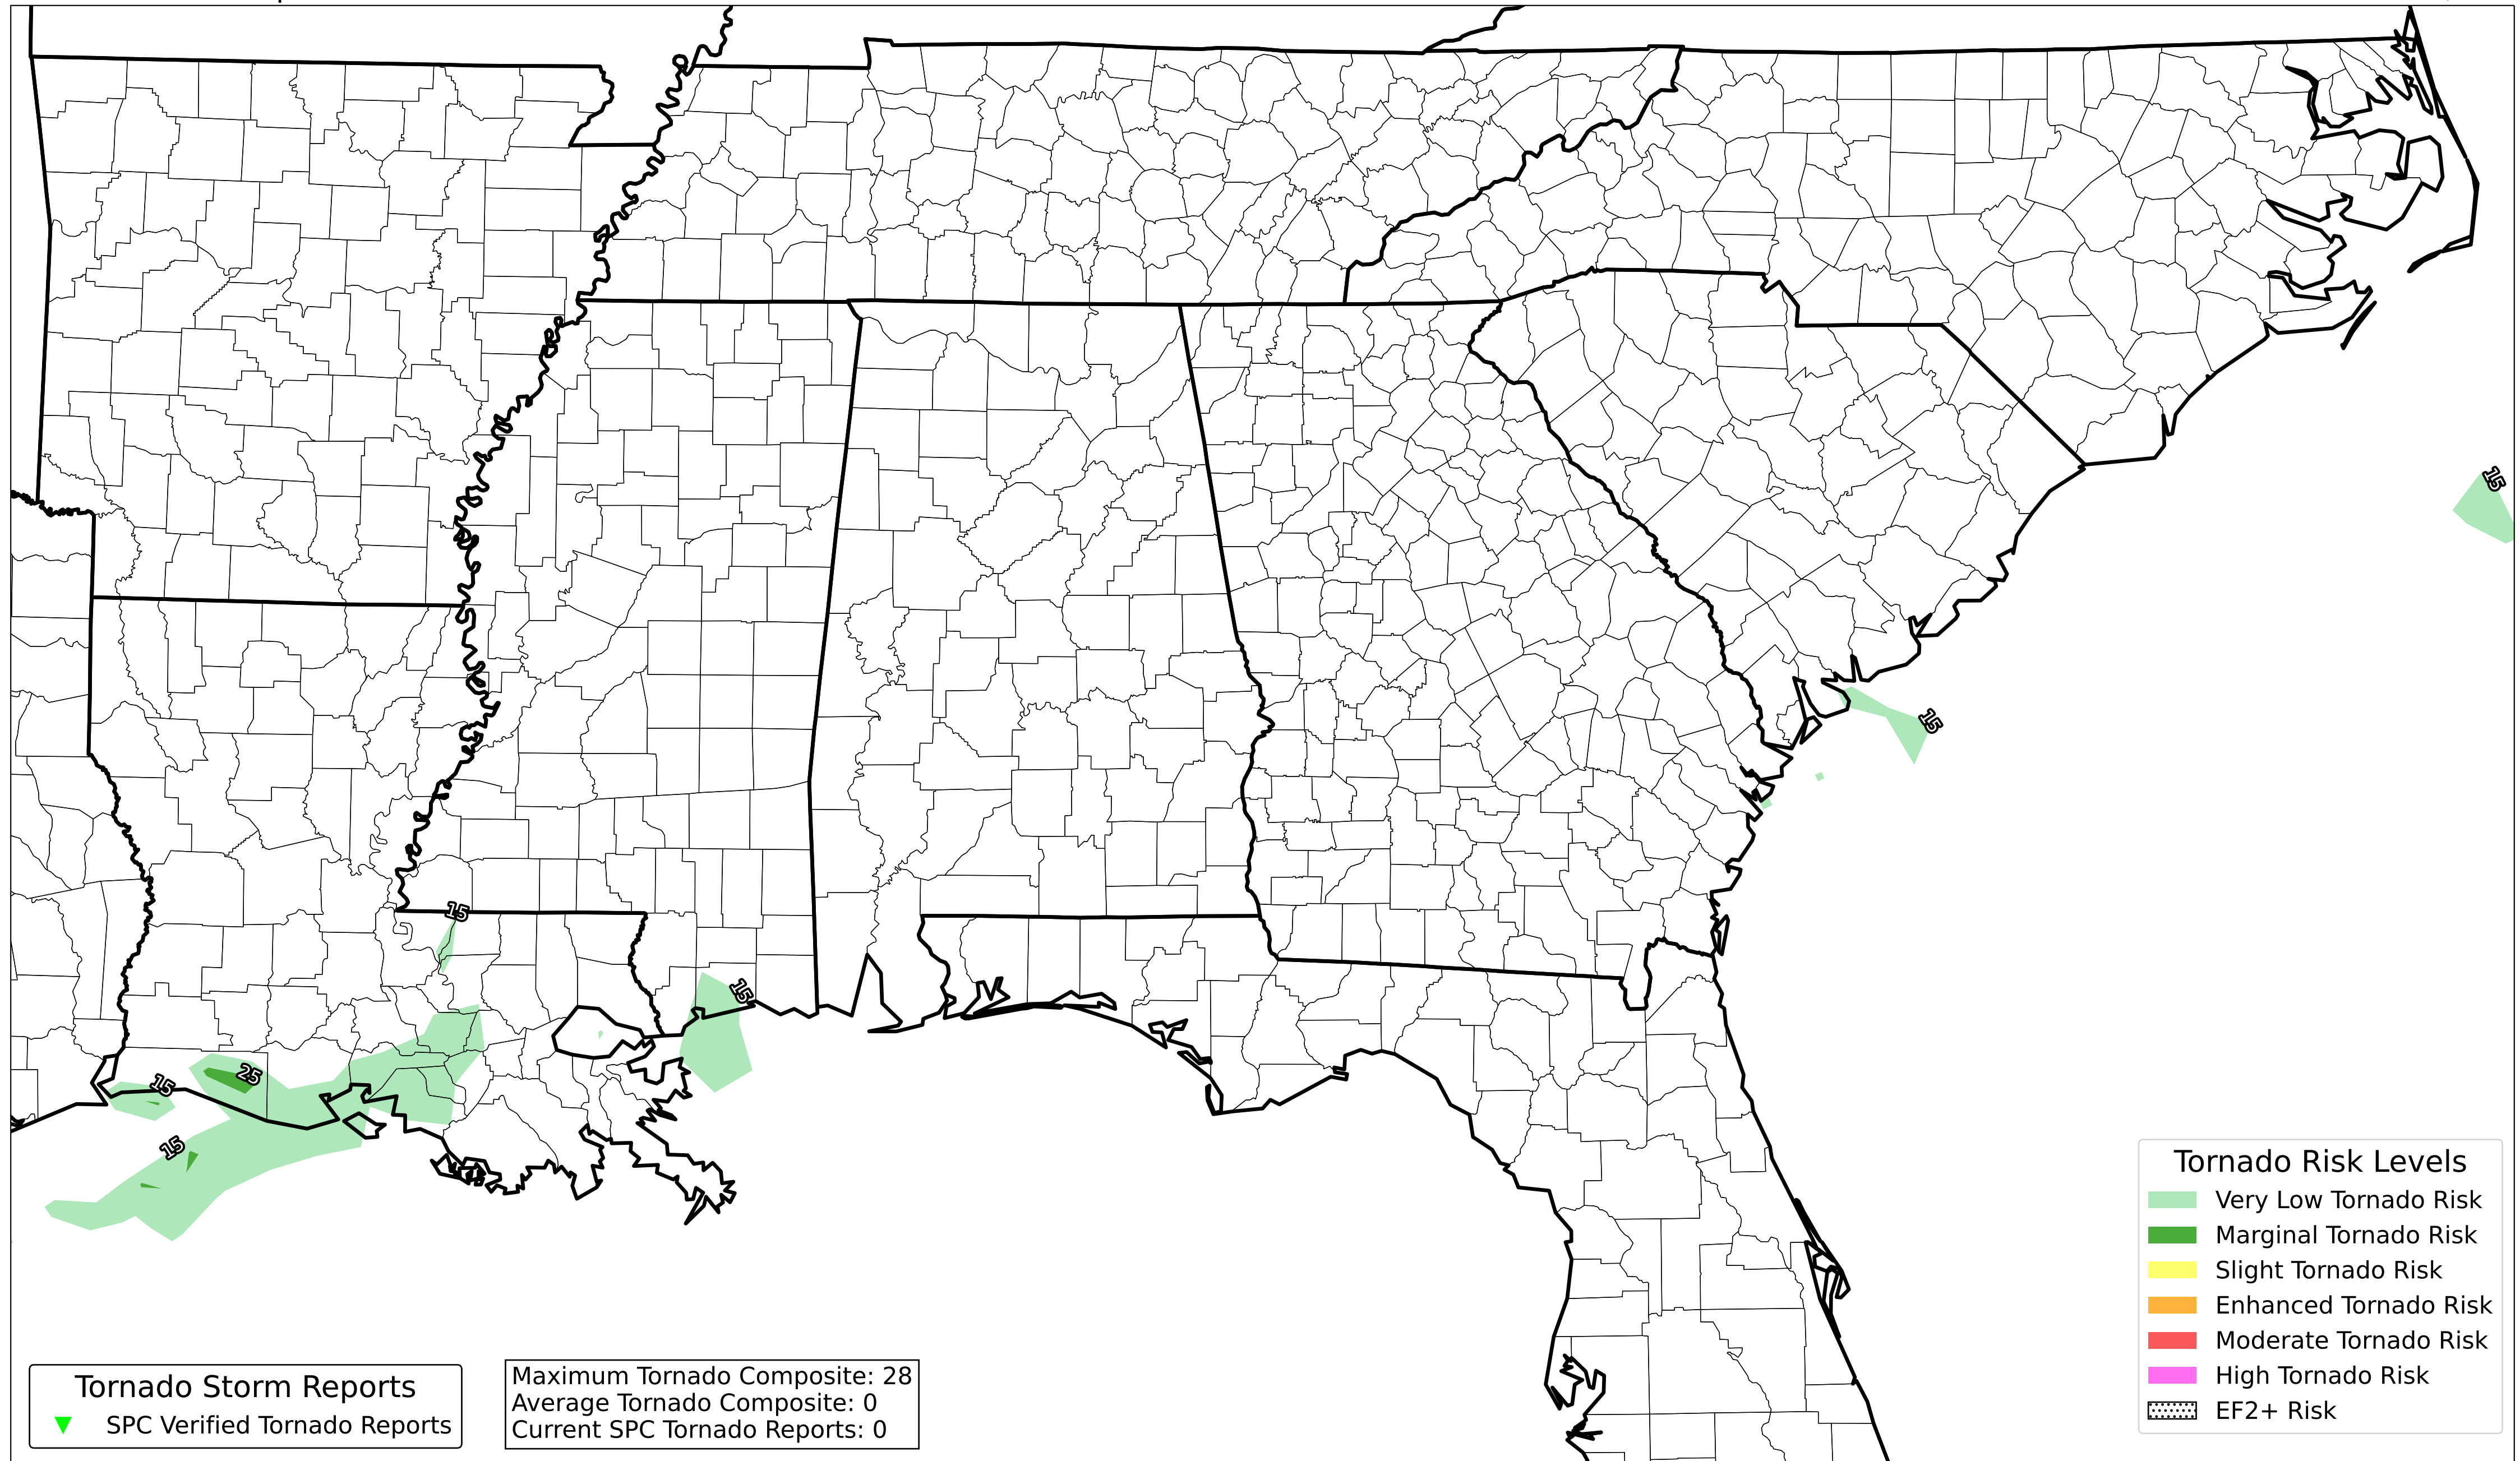 15
15
15
15
25
15
15
Tornado Risk Levels
Very Low Tornado Risk
Marginal Tornado Risk
Slight Tornado Risk
Enhanced Tornado Risk
Moderate Tornado Risk
High Tornado Risk
EF2+ Risk
Tornado Storm Reports
SPC Verified Tornado Reports
Maximum Tornado Composite: 28
Average Tornado Composite: 0
Current SPC Tornado Reports: 0